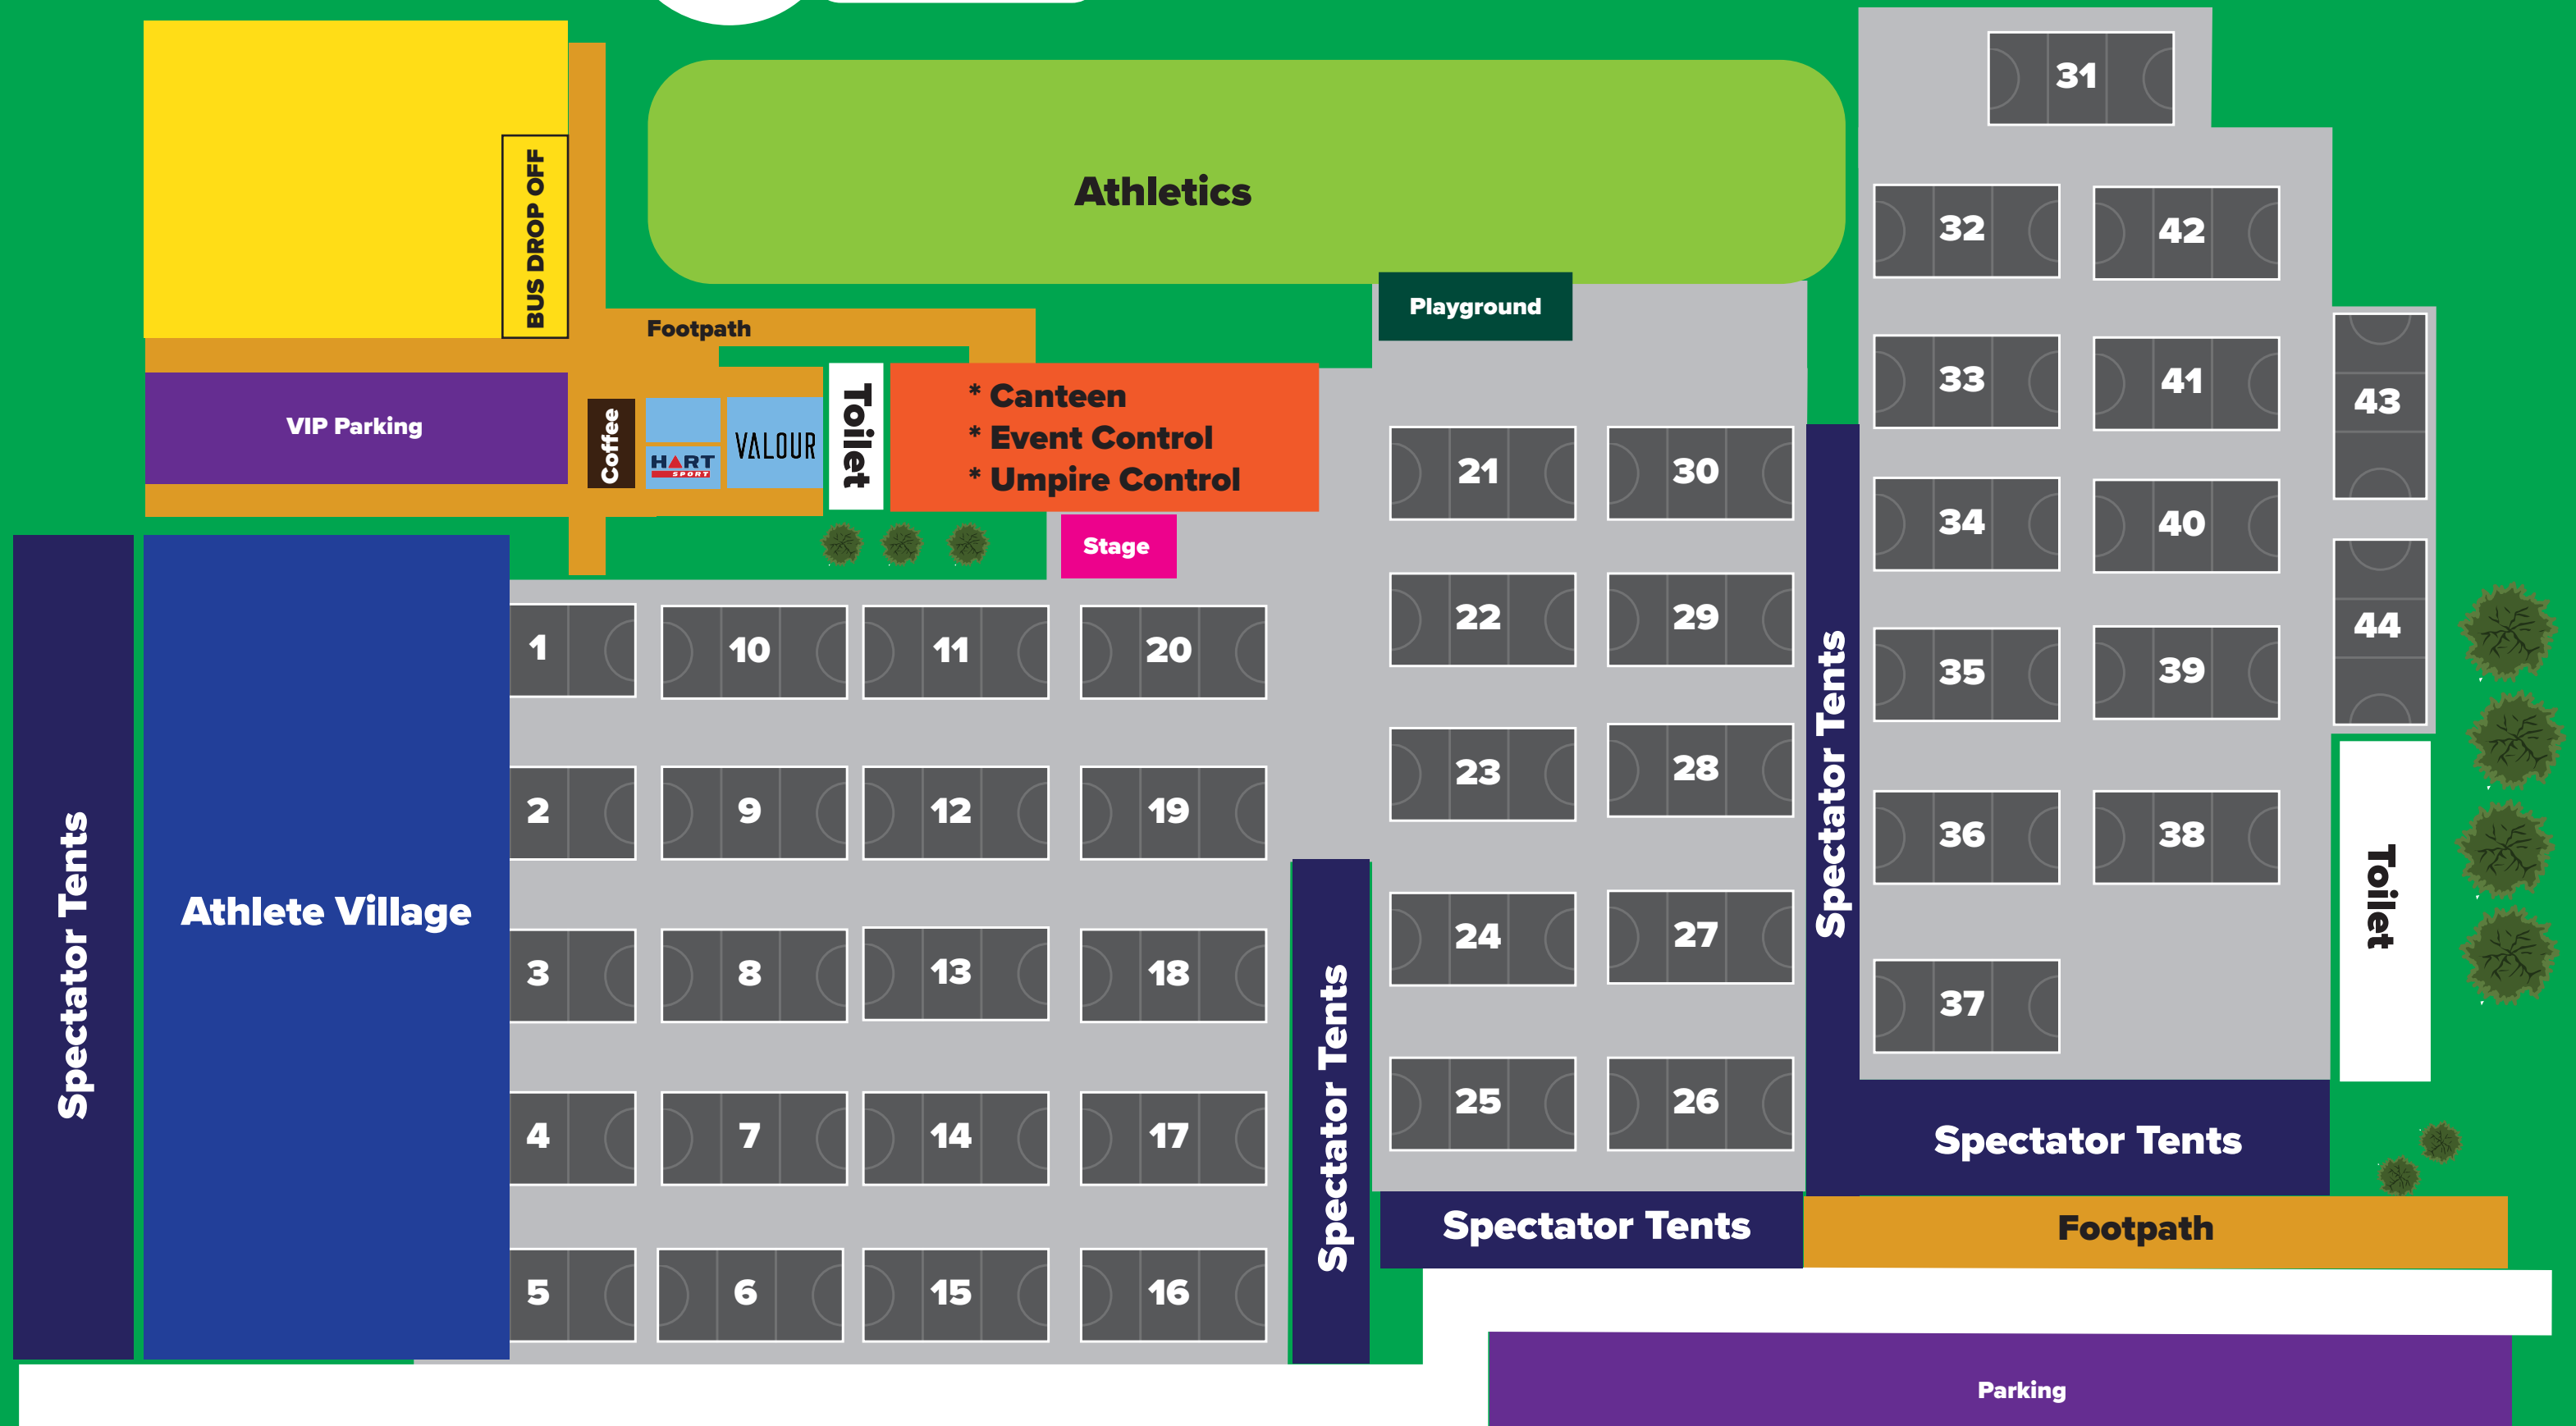 31
BUS DROP OFF
Athletics
32
42
Playground
Footpath
33
41
43
VIP Parking
Coffee
HART
SPORT
VALOUR
Toilet
* Canteen
* Event Control
* Umpire Control
21
30
34
40
Stage
22
29
44
1
10
11
20
35
39
Spectator Tents
23
28
2
9
12
19
36
38
Toilet
Spectator Tents
Athlete Village
24
27
3
8
13
18
37
Spectator Tents
25
26
4
7
14
17
Spectator Tents
Spectator Tents
Footpath
5
6
15
16
Parking